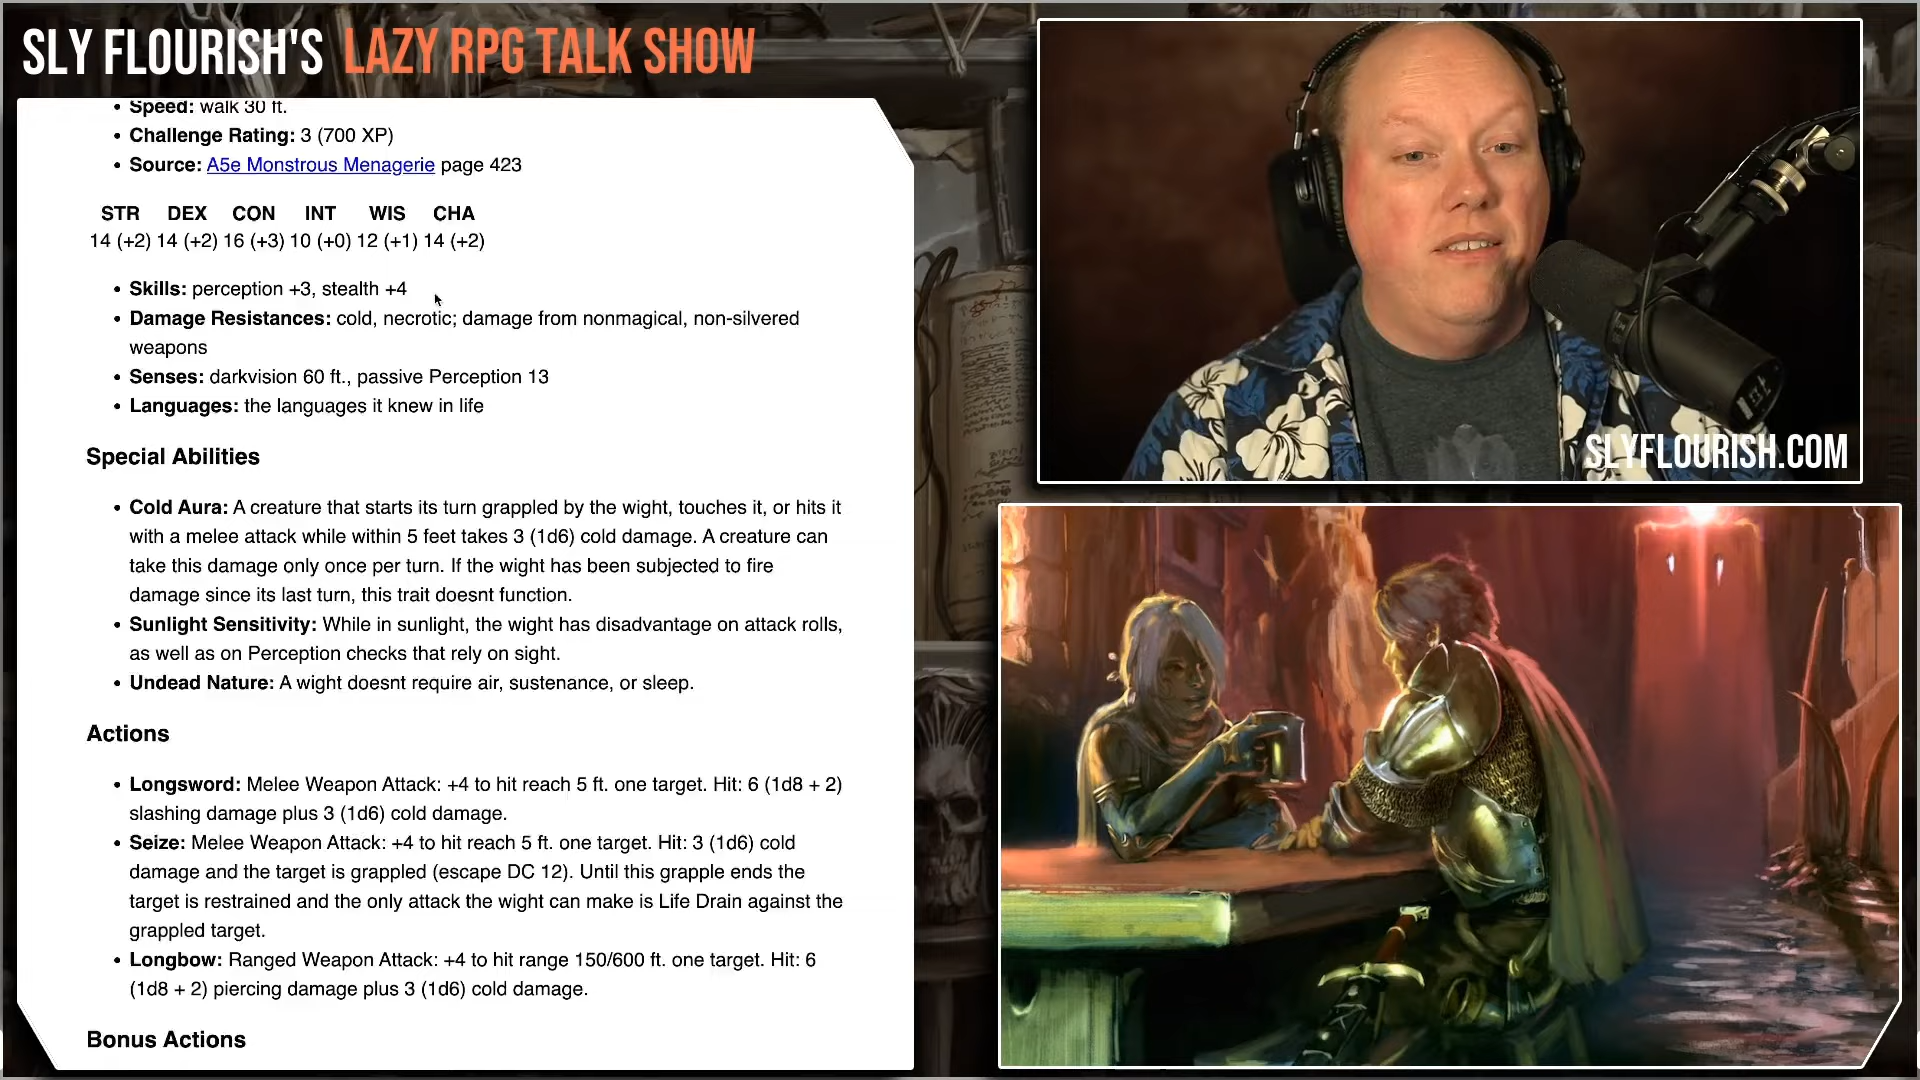 SLY FLOURISH'S LAZY RPG TALK SHOW
• Speed: walk 30 ft.
• Challenge Rating: 3 (700 XP)
• Source: A5e Monstrous Menagerie page 423
STR DEX CON INT WIS CHA
14 (+2) 14 (+2) 16 (+3) 10 (+0) 12 (+1) 14 (+2)
• Skills: perception +3, stealth +4
• Damage Resistances: cold, necrotic; damage from nonmagical, non-silvered
weapons
• Senses: darkvision 60 ft., passive Perception 13
• Languages: the languages it knew in life
Special Abilities
• Cold Aura: A creature that starts its turn grappled by the wight, touches it, or hits it
with a melee attack while within 5 feet takes 3 (1d6) cold damage. A creature can
take this damage only once per turn. If the wight has been subjected to fire
damage since its last turn, this trait doesnt function.
• Sunlight Sensitivity: While in sunlight, the wight has disadvantage on attack rolls,
as well as on Perception checks that rely on sight.
• Undead Nature: A wight doesnt require air, sustenance, or sleep.
Actions
• Longsword: Melee Weapon Attack: +4 to hit reach 5 ft. one target. Hit: 6 (1d8 + 2)
slashing damage plus 3 (1d6) cold damage.
• Seize: Melee Weapon Attack: +4 to hit reach 5 ft. one target. Hit: 3 (1d6) cold
damage and the target is grappled (escape DC 12). Until this grapple ends the
target is restrained and the only attack the wight can make is Life Drain against the
grappled target.
• Longbow: Ranged Weapon Attack: +4 to hit range 150/600 ft. one target. Hit: 6
(1d8 + 2) piercing damage plus 3 (1d6) cold damage.
Bonus Actions
SLYFLOURISH.COM